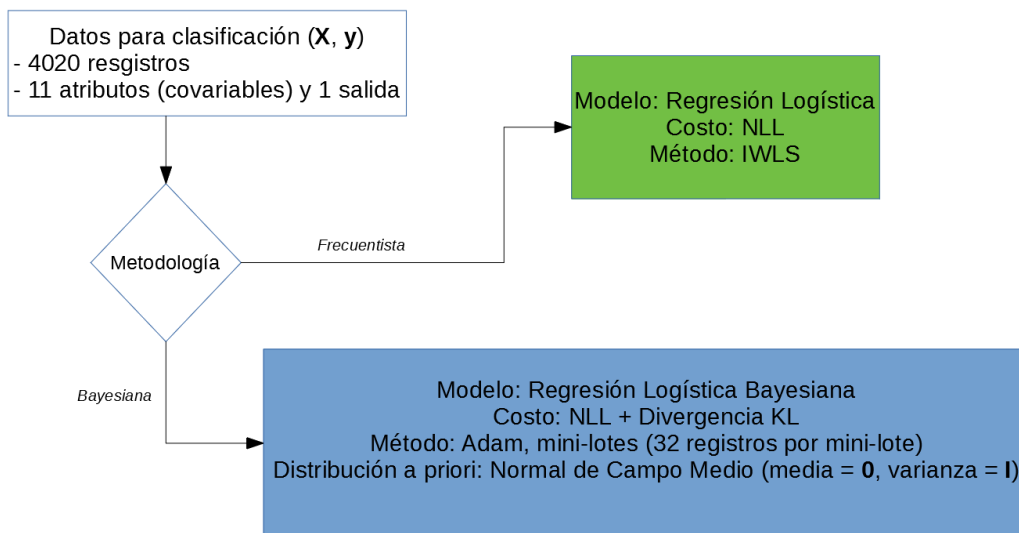 Datos para clasificación (X, y)
- 4020 resgistros
- 11 atributos (covariables) y 1 salida
Modelo: Regresión Logística
Costo: NLL
Método: IWLS
Frecuentista
Metodología
Bayesiana
Modelo: Regresión Logística Bayesiana
Costo: NLL + Divergencia KL
Método: Adam, mini-lotes (32 registros por mini-lote)
Distribución a priori: Normal de Campo Medio (media = 0, varianza = I)